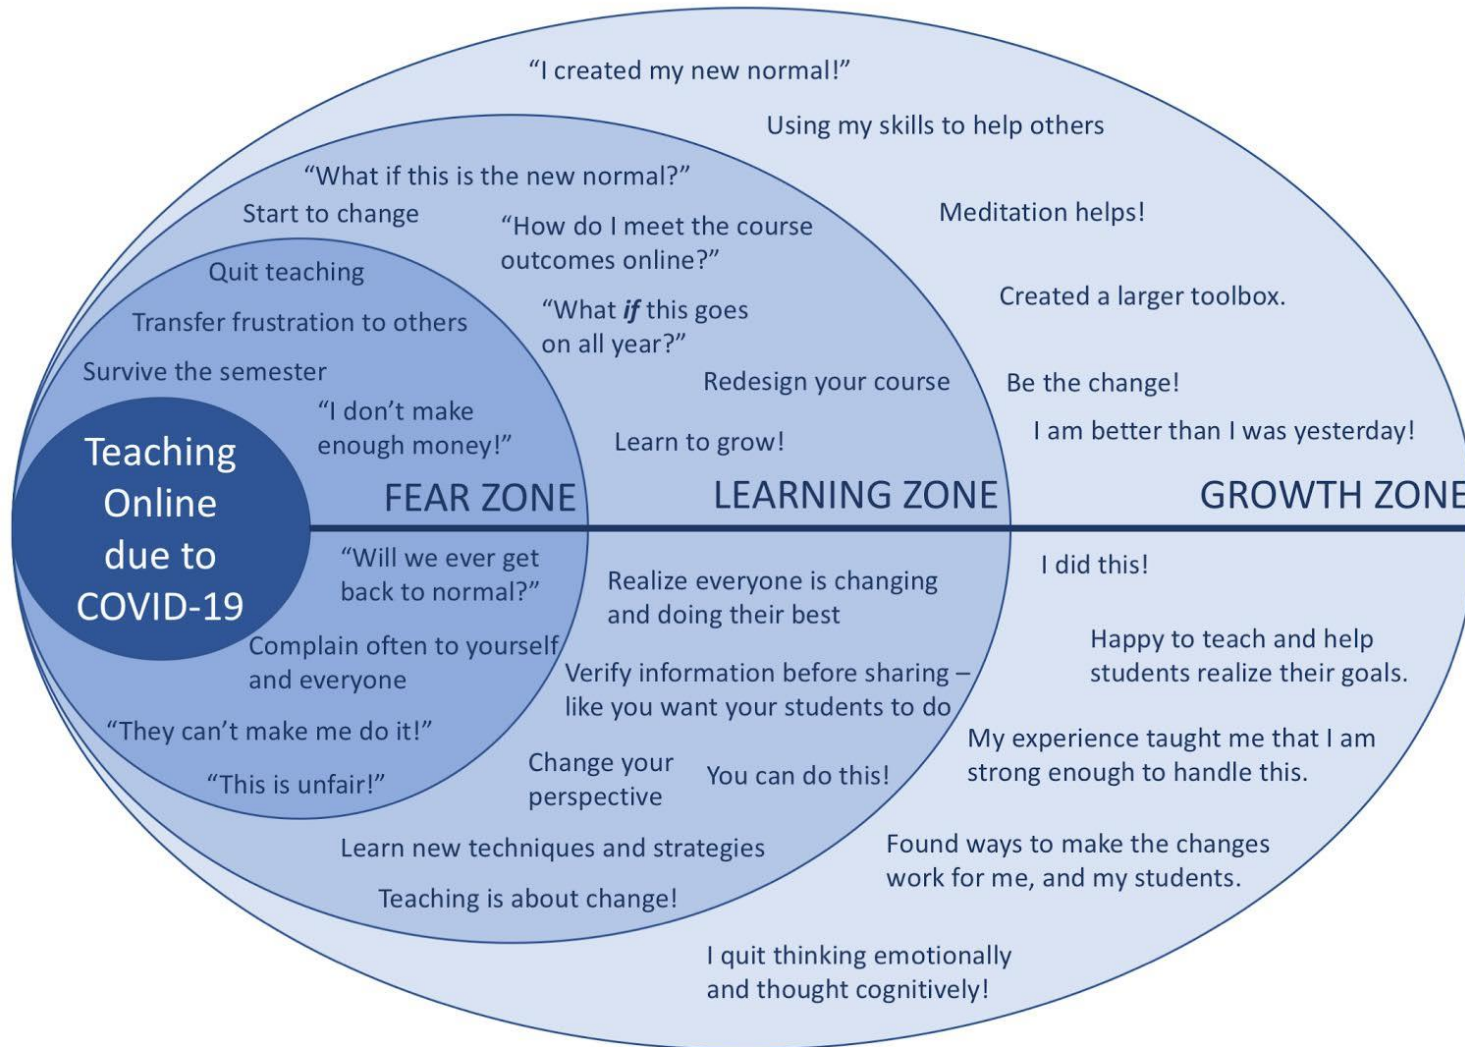 “I created my new normal!”
Using my skills to help others
“What if this is the new normal?”
Start to change
“How do I meet the course
outcomes online?”
Meditation helps!
Quit teaching
Created a larger toolbox.
Transfer frustration to others
“What if this goes
on all year?”
Survive the semester
Redesign your course
Be the change!
“I don’t make
enough money!”
Learn to grow!
I am better than I was yesterday!
Teaching
Online
due to
COVID-19
FEAR ZONE
LEARNING ZONE
GROWTH ZONE
“Will we ever get
back to normal?”
Realize everyone is changing
and doing their best
I did this!
Complain often to yourself
and everyone
Happy to teach and help
students realize their goals.
Verify information before sharing –
like you want your students to do
“They can’t make me do it!”
My experience taught me that I am
strong enough to handle this.
“This is unfair!”
Change your
perspective
You can do this!
Learn new techniques and strategies
Found ways to make the changes
work for me, and my students.
Teaching is about change!
I quit thinking emotionally
and thought cognitively!